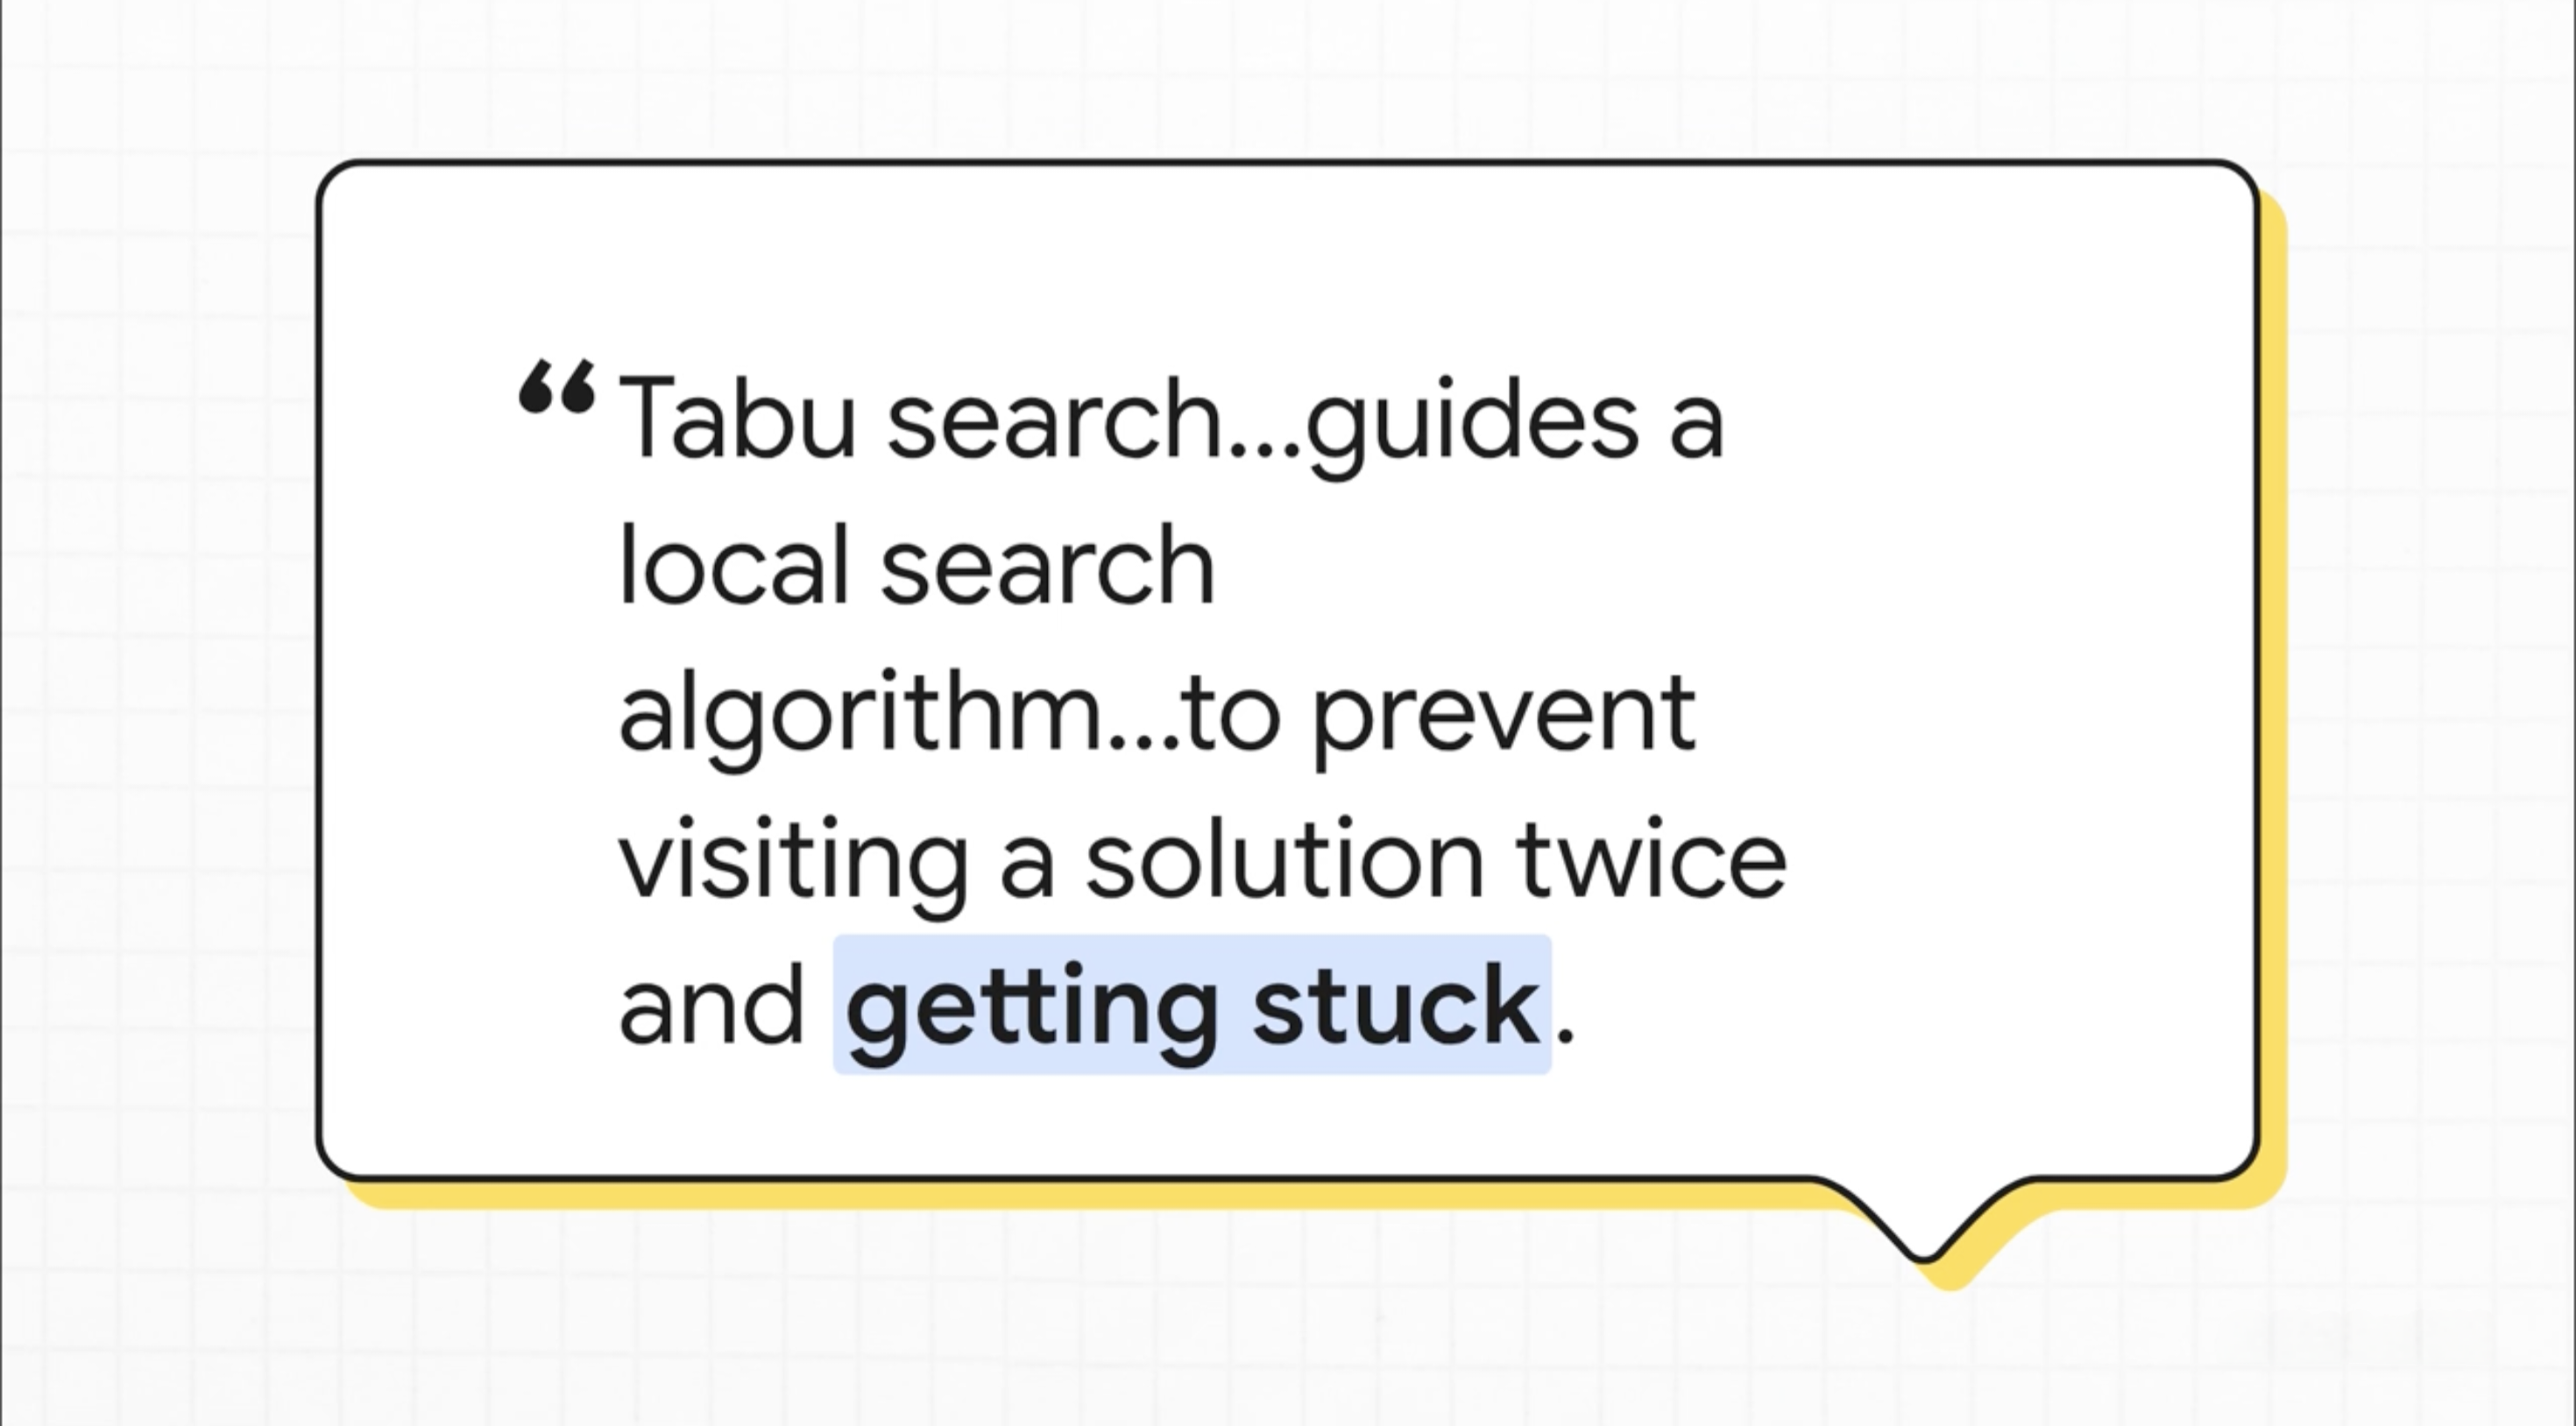 “Tabu search...guides a
local search
algorithm...to prevent
visiting a solution twice
and getting stuck.